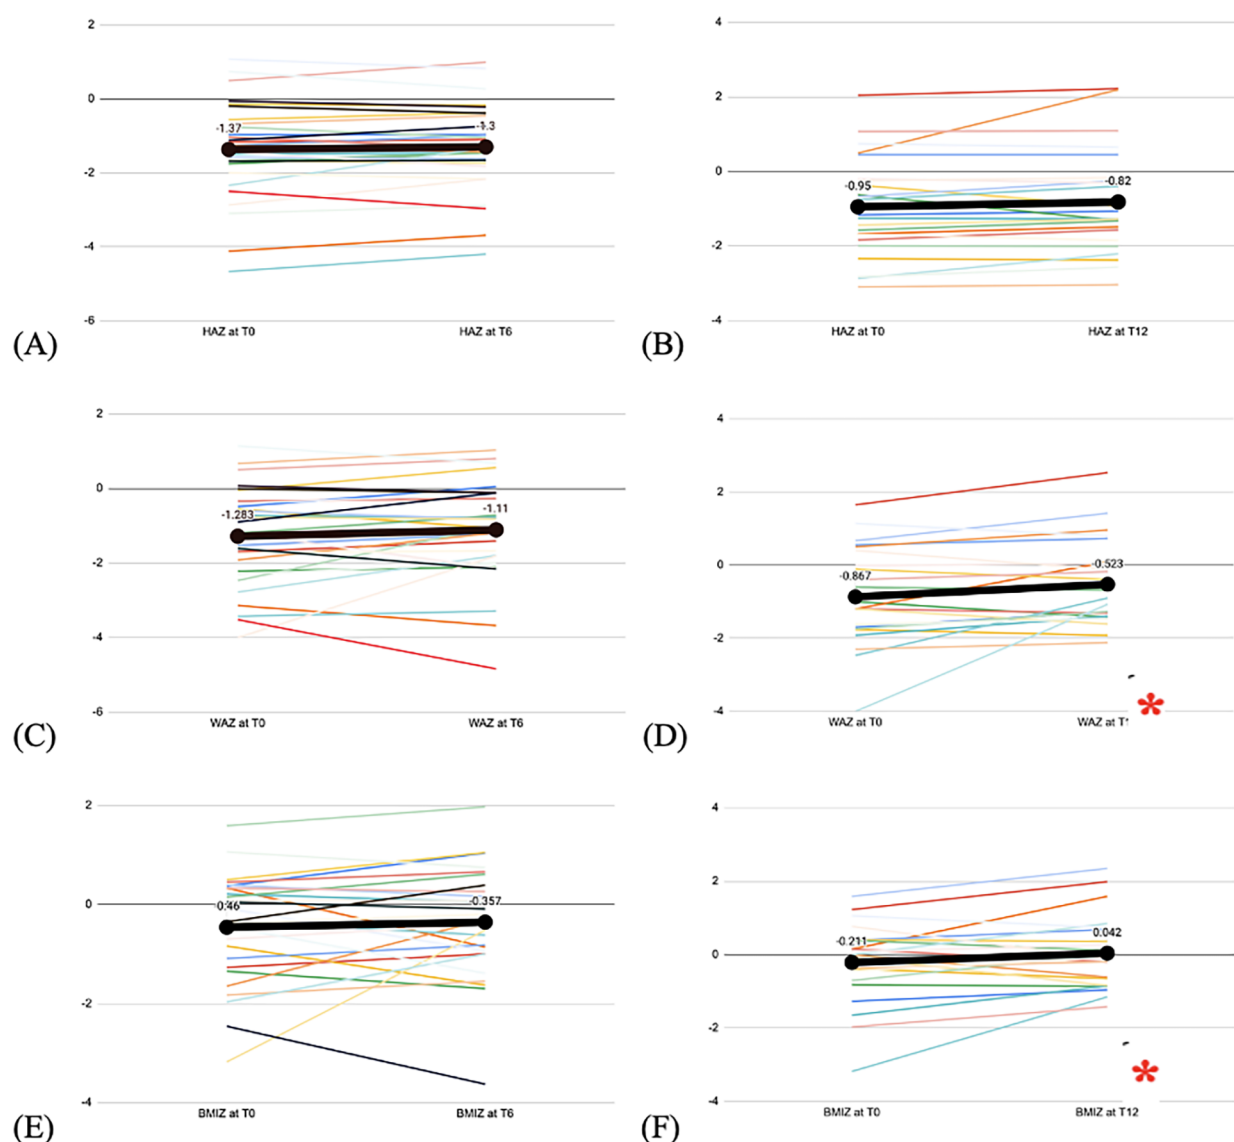 2
0
-2
-4
-6
-1.37
-1.3
HAZ at T0
HAZ at T6
(A)
4
2
0
-2
-4
-0.95
-0.82
HAZ at T0
HAZ at T12
(B)
2
0
-2
-4
-6
-1.283
-1.11
WAZ at T0
WAZ at T6
(C)
4
2
0
-2
-4
-0.867
-0.523
WAZ at T0
WAZ at T1
*
(D)
2
0
-2
-4
-0.46
-0.357
BMIZ at T0
BMIZ at T6
(E)
4
2
0
-2
-4
-0.211
0.042
BMIZ at T0
BMIZ at T12
*
(F)